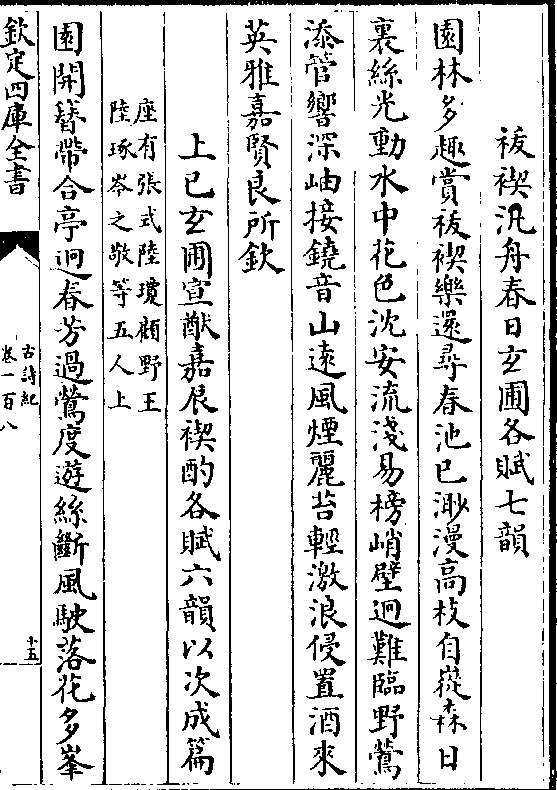 祓禊汎舟春日玄圃各賦七韻
園林多趣賞祓禊樂還尋春池已渺漫高枝自嶐森日
裏絲光動水中花色沈安流淺易榜峭壁迥難臨野鶯
添管響深岫接鐃音山遠風煙麗苔輕激浪侵置酒來
英雅嘉賢良所欽
上巳玄圃宣猷嘉辰禊酌各賦六韻以次成篇
座有張式陸瓊顧野王
陸琢岑之敬等五人上
園開簪帶合亭迥春芳過鶯度遊絲斷風駛落花多峯
欽定四庫全書
古詩紀
卷一百八
十五